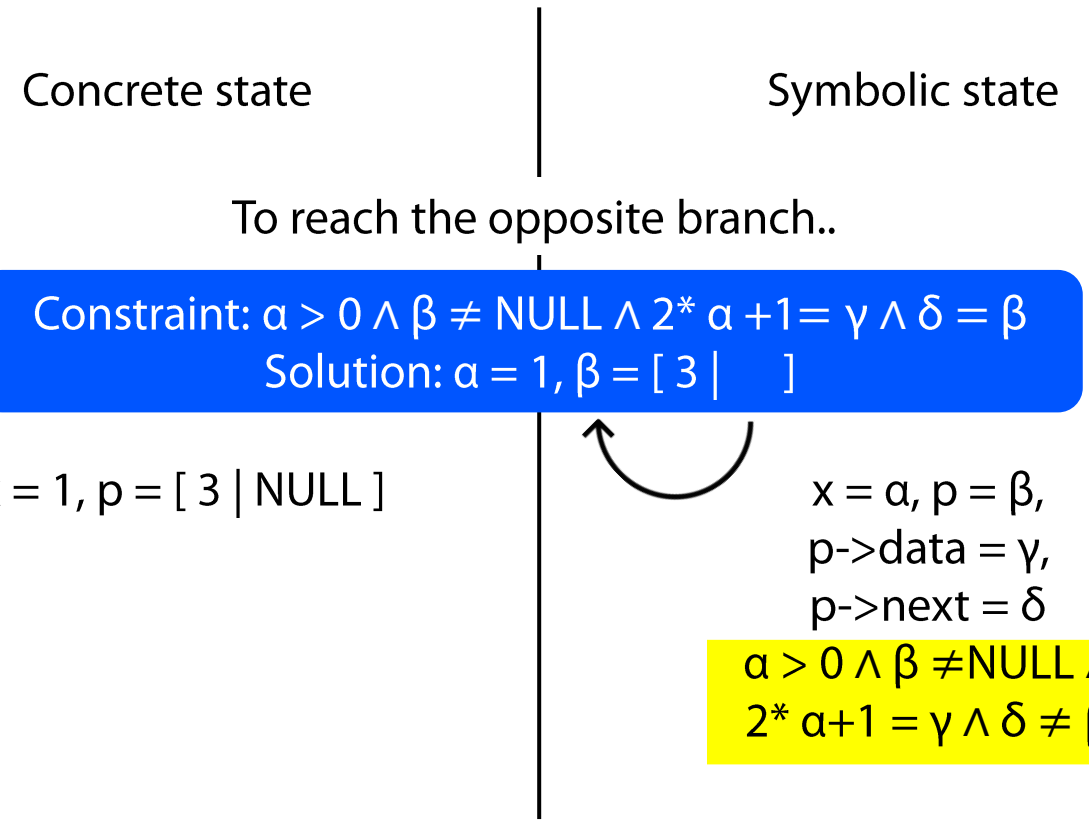 Concrete state
Symbolic state
To reach the opposite branch..
Constraint: α > 0 ∧ β ≠ NULL ∧ 2* α +1= γ ∧ δ = β
Solution: α = 1, β = [ 3 | ]
= 1, p = [ 3 | NULL ]
x = α, p = β,
p->data = γ,
p->next = δ
α > 0 ∧ β ≠NULL ∧
2* α+1 = γ ∧ δ ≠